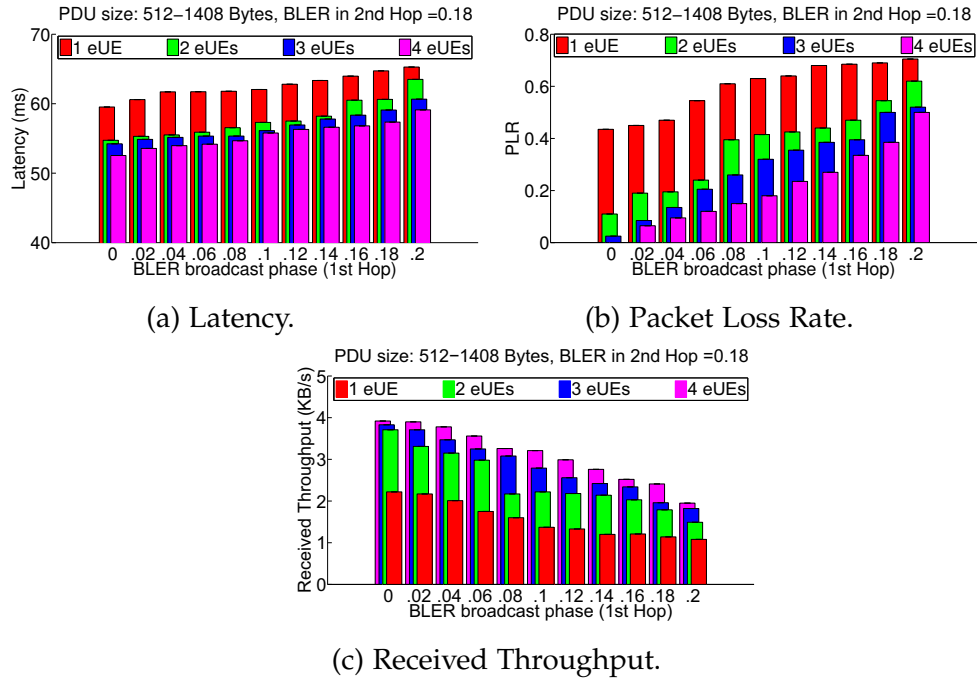 PDU size: 512−1408 Bytes, BLER in 2nd Hop =0.18
70
60
50
40
Latency (ms)
1 eUE 2 eUEs 3 eUEs 4 eUEs
0 .02 .04 .06 .08 .1 .12 .14 .16 .18 .2
BLER broadcast phase (1st Hop)
(a) Latency.
PDU size: 512−1408 Bytes, BLER in 2nd Hop =0.18
0.8
0.6
0.4
0.2
0
PLR
1 eUE 2 eUEs 3 eUEs 4 eUEs
0 .02 .04 .06 .08 .1 .12 .14 .16 .18 .2
BLER broadcast phase (1st Hop)
(b) Packet Loss Rate.
PDU size: 512−1408 Bytes, BLER in 2nd Hop =0.18
5
4
3
2
1
0
Received Throughput (KB/s)
1 eUE 2 eUEs 3 eUEs 4 eUEs
0 .02 .04 .06 .08 .1 .12 .14 .16 .18 .2
BLER broadcast phase (1st Hop)
(c) Received Throughput.